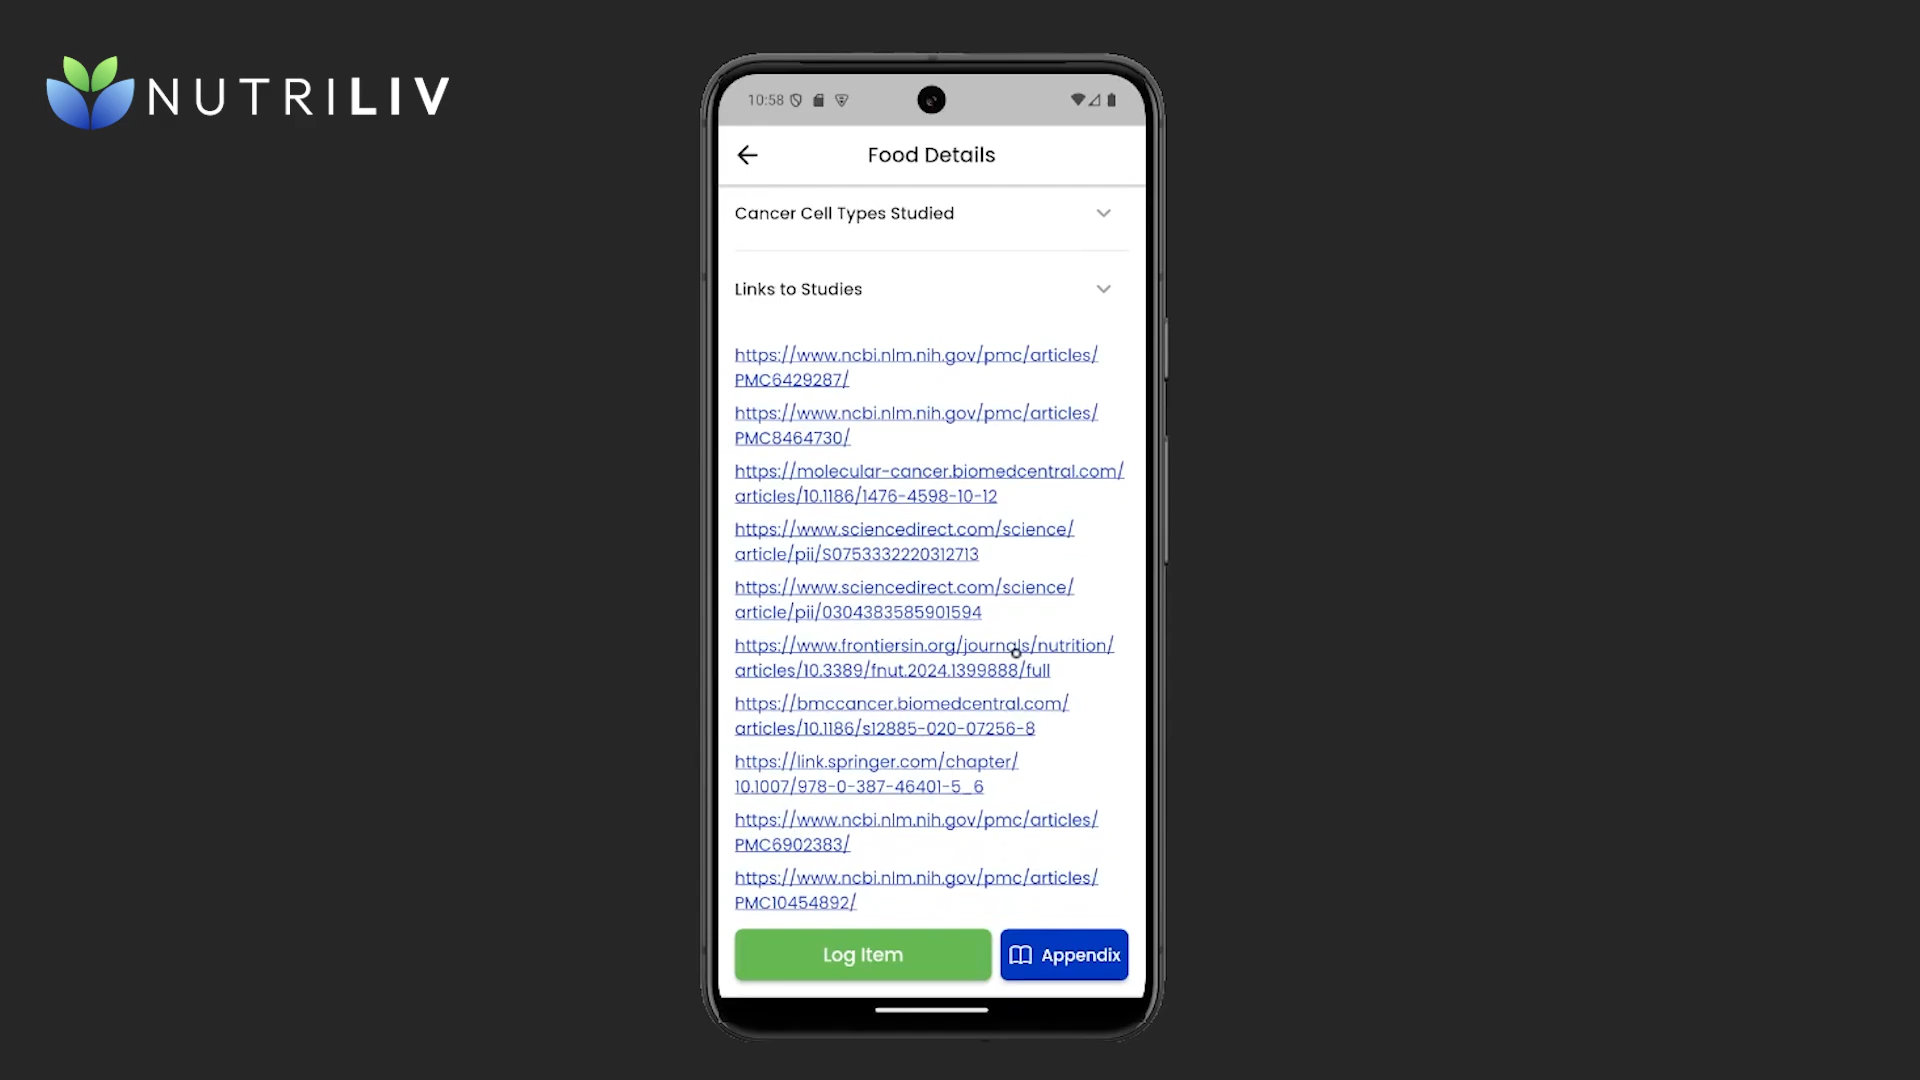 NUTRILIV
10:58
Food Details
Cancer Cell Types Studied
Links to Studies
https://www.ncbi.nlm.nih.gov/pmc/articles/
PMC6429287/
https://www.ncbi.nlm.nih.gov/pmc/articles/
PMC8464730/
https://molecular-cancer.biomedcentral.com/
articles/10.1186/1476-4598-10-12
https://www.sciencedirect.com/science/
article/pii/S0753332220312713
https://www.sciencedirect.com/science/
article/pii/0304383585901594
https://www.frontiersin.org/journals/nutrition/
articles/10.3389/fnut.2024.1399888/full
https://bmccancer.biomedcentral.com/
articles/10.1186/s12885-020-07256-8
https://link.springer.com/chapter/
10.1007/978-0-387-46401-5_6
https://www.ncbi.nlm.nih.gov/pmc/articles/
PMC6902383/
https://www.ncbi.nlm.nih.gov/pmc/articles/
PMC10454892/
Log Item
Appendix